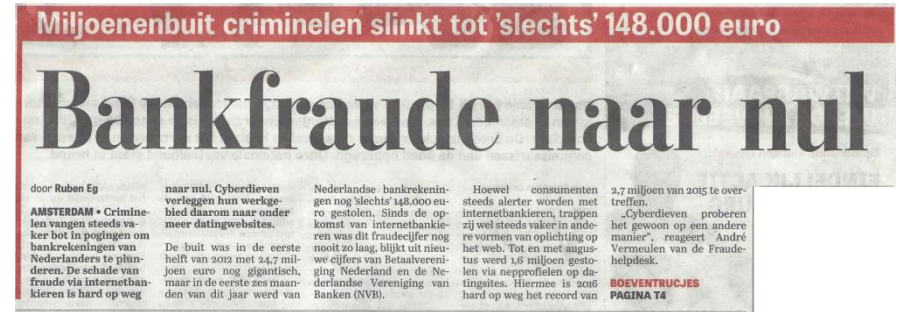 Miljoenenbuit criminelen slinkt tot 'slechts' 148.000 euro
Bankfraude naar nul
door Ruben Eg
AMSTERDAM • Crimine-
len vangen steeds va-
ker bot in pogingen om
bankrekeningen van
Nederlanders te plun-
deren. De schade van
fraude via internetban-
kieren is hard op weg
naar nul. Cyberdieven
verleggen hun werkge-
bied daarom naar onder
meer datingwebsites.
De buit was in de eerste
helft van 2012 met 24,7 mil-
joen euro nog gigantisch,
maar in de eerste zes maan-
den van dit jaar werd van
Nederlandse bankrekenin-
gen nog 'slechts' 148.000 eu-
ro gestolen. Sinds de op-
komst van internetbankie-
ren was dit fraudecijfer nog
nooit zo laag, blijkt uit nieu-
we cijfers van Betaalvereni-
ging Nederland en de Ne-
derlandse Vereniging van
Banken (NVB).
Hoewel consumenten
steeds alerter worden met
internetbankieren, trappen
zij wel steeds vaker in ande-
re vormen van oplichting op
het web. Tot en met augus-
tus werd 1,6 miljoen gesto-
len via nepprofielen op da-
tingsites. Hiermee is 2016
hard op weg het record van
2,7 miljoen van 2015 te over-
treffen.
„Cyberdieven proberen
het gewoon op een andere
manier", reageert André
Vermeulen van de Fraude-
helpdesk.
BOEVENTRUCJES
PAGINA T4